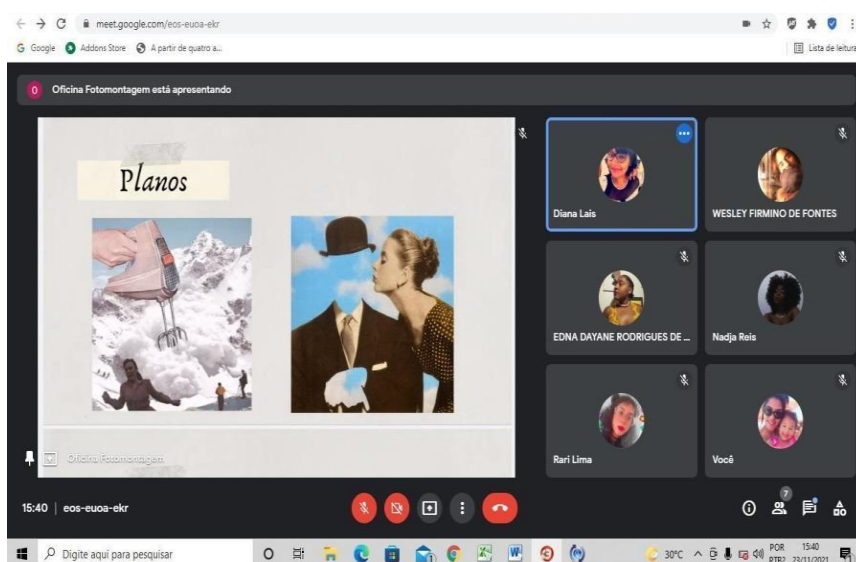 meet.google.com/eos-euoa-ekr
Google Addons Store A partir de quatro a...
Lista de leitura
O Oficina Fotomontagem está apresentando
Planos
Oficina Fotomontagem
Diana Lais
WESLEY FIRMINO DE FONTES
EDNA DAYANE RODRIGUES DE ...
Nadja Reis
Rari Lima
Você
15:40 | eos-euoa-ekr
7
Digite aqui para pesquisar
30°C
POR
PTB2
15:40
23/11/2021